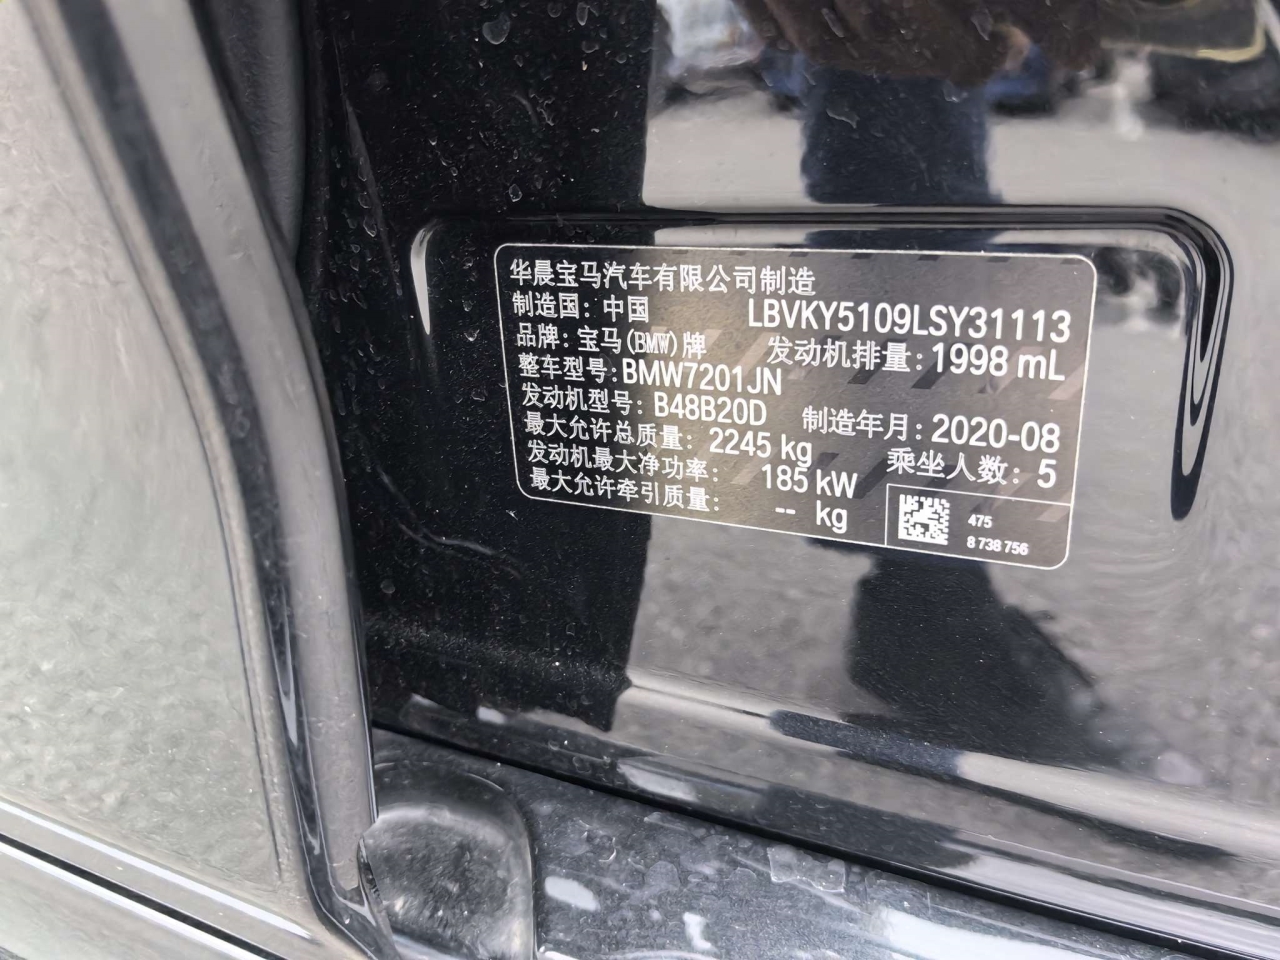 华晨宝马汽车有限公司制造
制造国：中国 LBVKY5109LSY31113
品牌：宝马(BMW)牌 发动机排量：1998 mL
整车型号：BMW7201JN
发动机型号：B48B20D 制造年月：2020-08
最大允许总质量：2245 kg 乘坐人数：5
发动机最大净功率：185 kW
最大允许牵引质量：-- kg
475
8 738 756